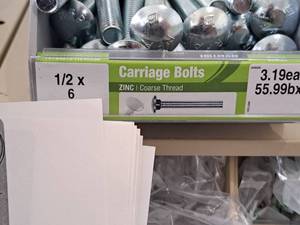 1/2 x
6
Carriage Bolts
ZINC | Coarse Thread
3.19ea
55.99bx